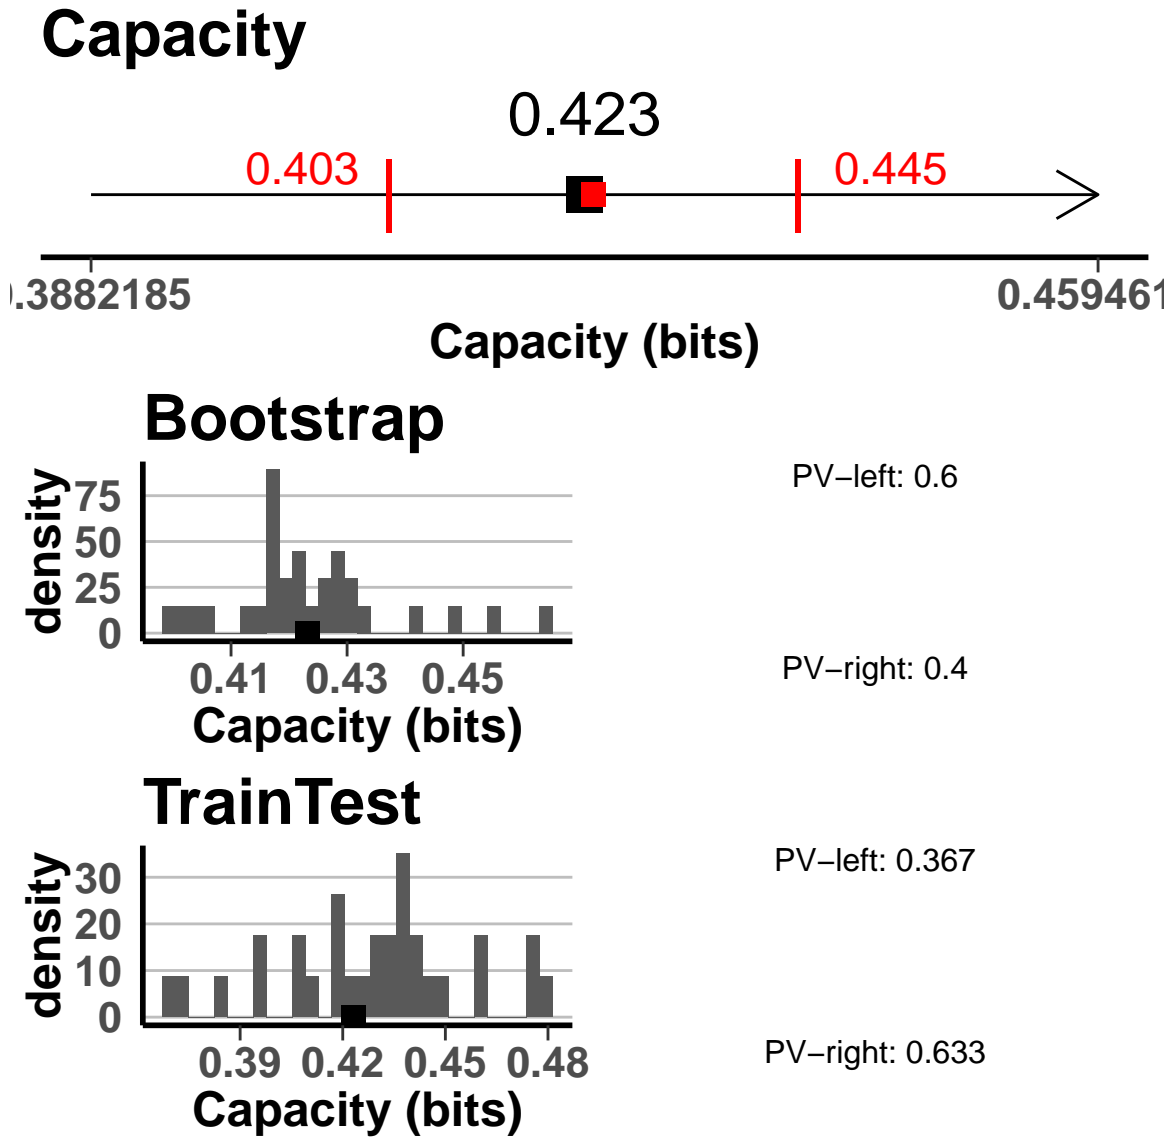 Capacity
0.423
0.403
0.445
.3882185
0.459461
Capacity (bits)
Bootstrap
density
75
50
25
0
0.41 0.43 0.45
Capacity (bits)
PV−left: 0.6
PV−right: 0.4
TrainTest
density
30
20
10
0
0.39 0.42 0.45 0.48
Capacity (bits)
PV−left: 0.367
PV−right: 0.633